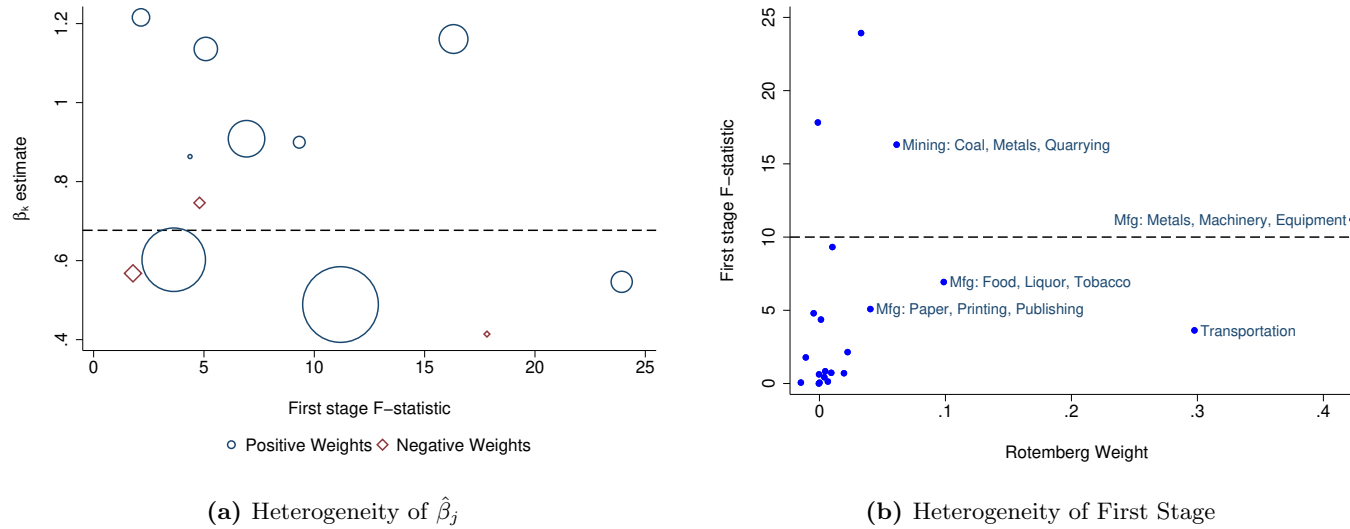 1.2
1
.8
.6
.4
βk estimate
0
5
10
15
20
25
First stage F−statistic
Positive Weights
Negative Weights
(a) Heterogeneity of β̂j
25
20
15
10
5
0
First stage F−statistic
Mining: Coal, Metals, Quarrying
Mfg: Metals, Machinery, Equipment
Mfg: Food, Liquor, Tobacco
Mfg: Paper, Printing, Publishing
Transportation
0
.1
.2
.3
.4
Rotemberg Weight
(b) Heterogeneity of First Stage